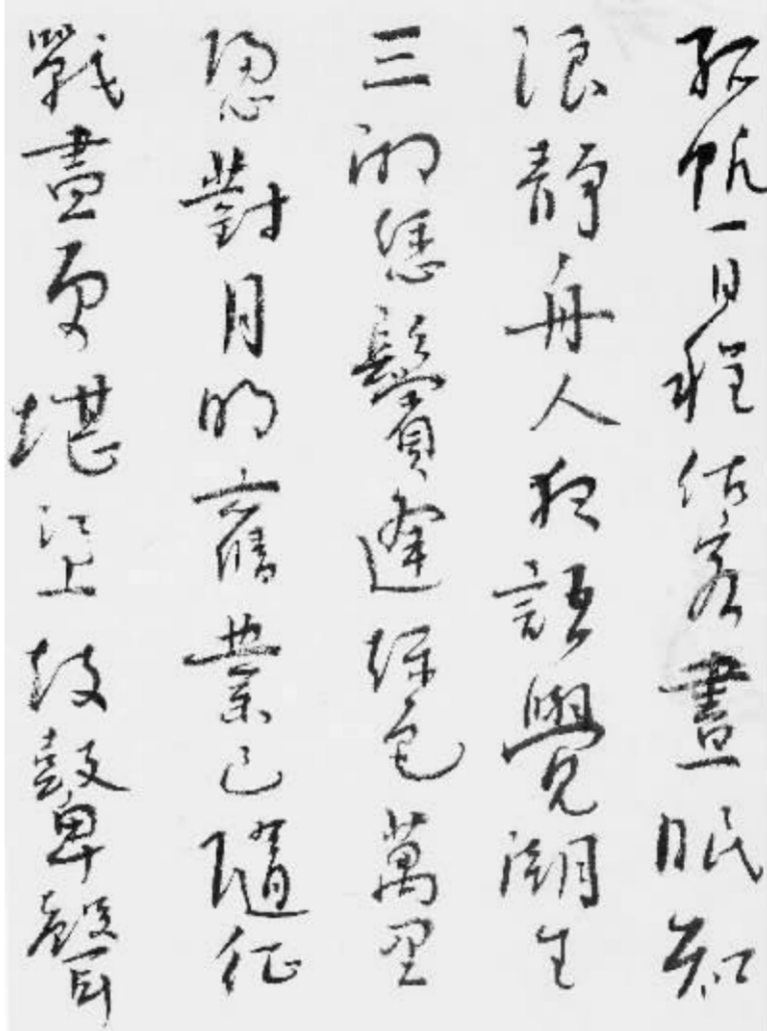 孤帆一日程估客晝眠知
浪靜舟人夜語覺潮生
三湘愁鬢逢秋色萬里
歸心對月明舊業已隨征
戰盡更堪江上鼓鼙聲